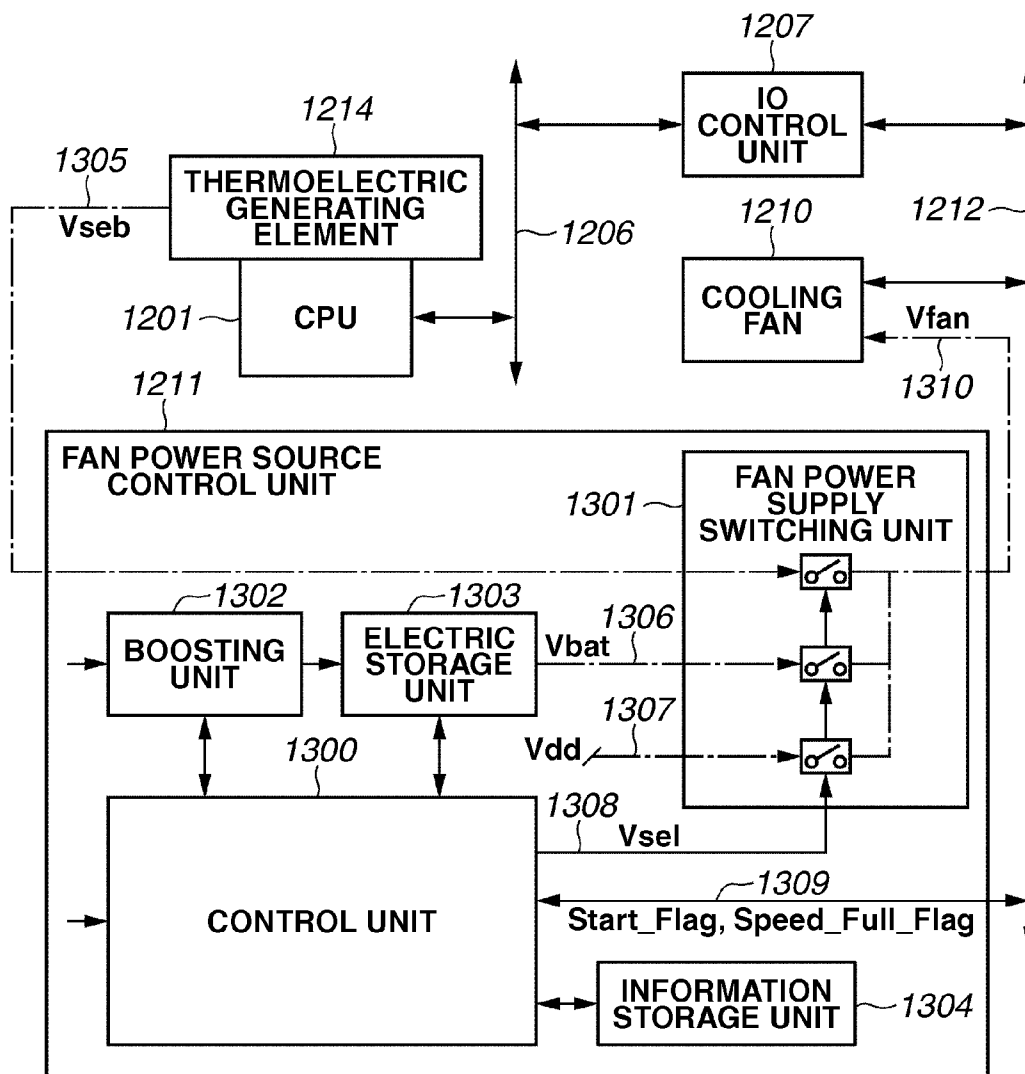 1207
IO
CONTROL
UNIT
1214
1305
THERMOELECTRIC
GENERATING
ELEMENT
Vseb
1206
1210
1212
1201
CPU
COOLING
FAN
Vfan
1310
1211
FAN POWER SOURCE
CONTROL UNIT
1301
FAN POWER
SUPPLY
SWITCHING UNIT
1302
1303
1306
BOOSTING
UNIT
ELECTRIC
STORAGE
UNIT
Vbat
1307
Vdd
1300
1308
Vsel
1309
CONTROL UNIT
Start_Flag, Speed_Full_Flag
INFORMATION
STORAGE UNIT
1304